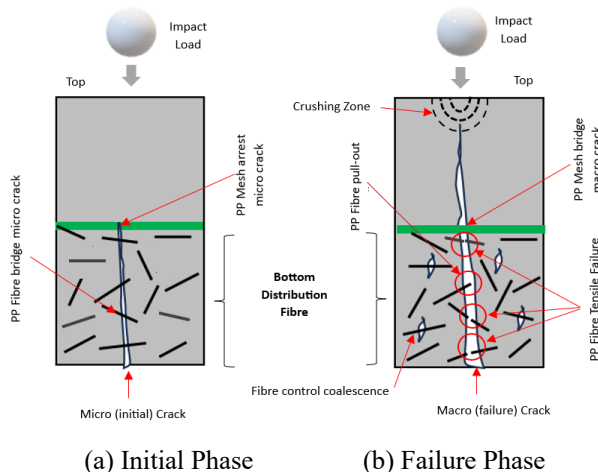 Impact
Load
Top
PP Mesh arrest
micro crack
PP Fibre bridge micro crack
Bottom
Distribution
Fibre
Micro (initial) Crack
(a) Initial Phase
Impact
Load
Top
Crushing Zone
PP Fibre pull-out
PP Mesh bridge
macro crack
PP Fibre Tensile Failure
Fibre control coalescence
Macro (failure) Crack
(b) Failure Phase